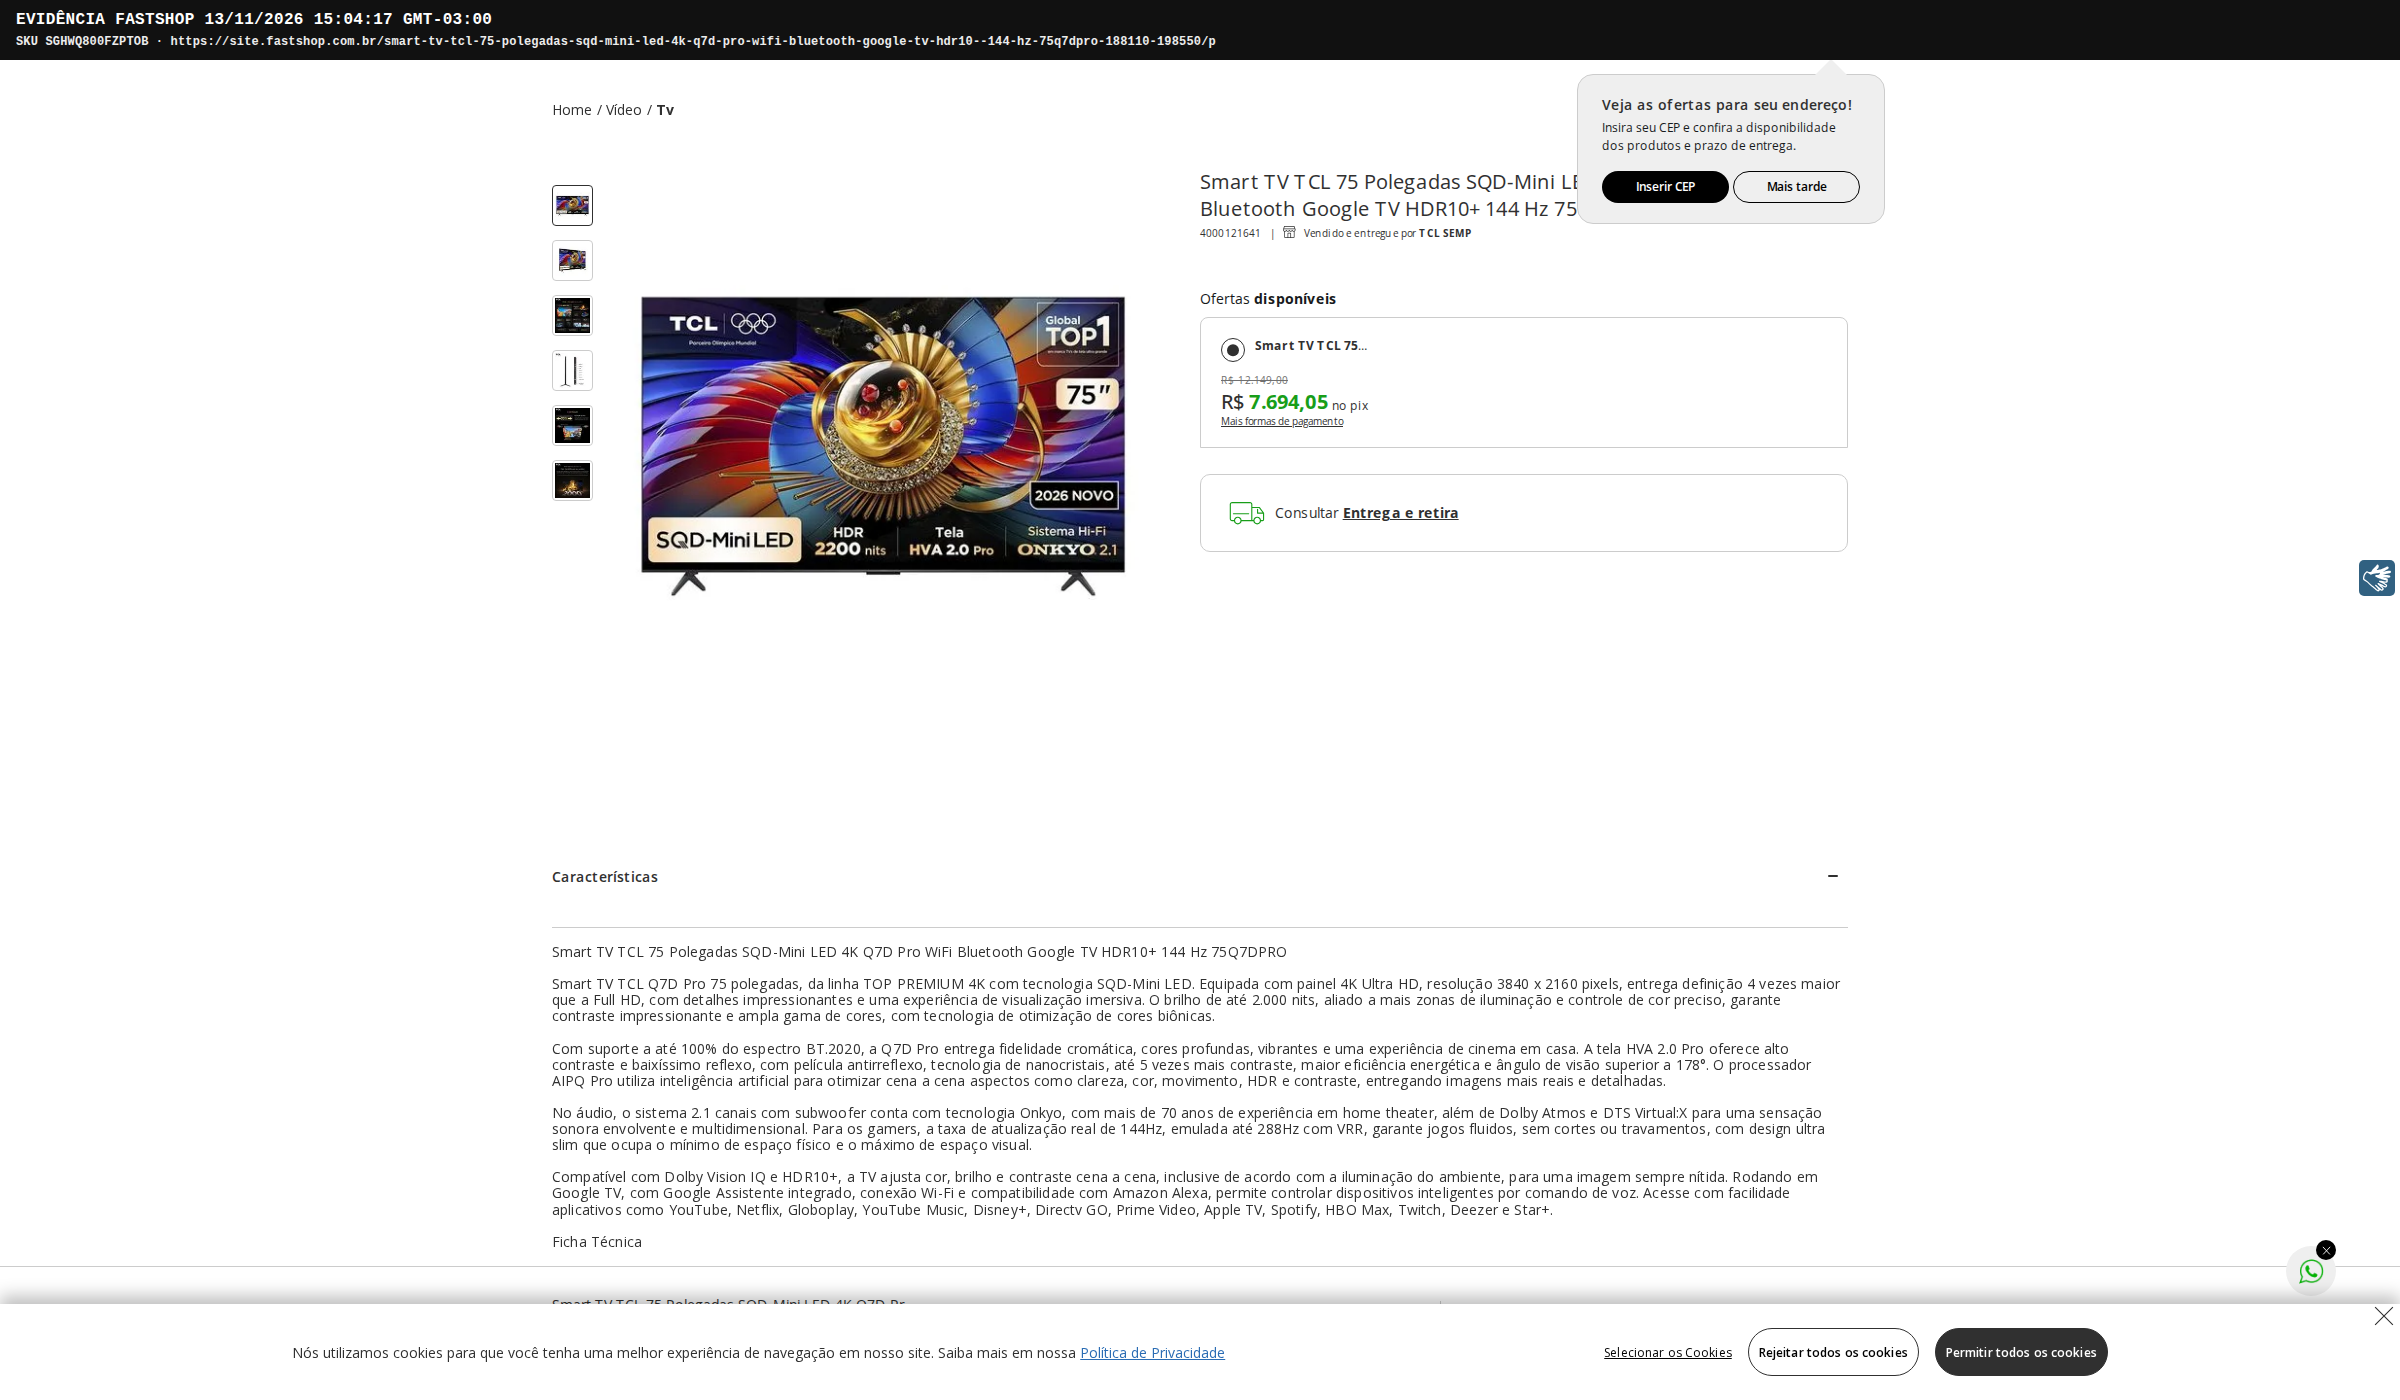 EVIDÊNCIA FASTSHOP 13/11/2026 15:04:17 GMT-03:00
SKU SGHWQ800FZPTOB · https://site.fastshop.com.br/smart-tv-tcl-75-polegadas-sqd-mini-led-4k-q7d-pro-wifi-bluetooth-google-tv-hdr10--144-hz-75q7dpro-188110-198550/p
Home / Vídeo / Tv
Veja as ofertas para seu endereço!
Insira seu CEP e confira a disponibilidade
dos produtos e prazo de entrega.
Inserir CEP
Mais tarde
Smart TV TCL 75 Polegadas SQD-Mini LE
Bluetooth Google TV HDR10+ 144 Hz 75
4000121641 | Vendido e entregue por TCL SEMP
TCL
Parceiro Olímpico Mundial
Global
TOP1
75"
2026 NOVO
SQD-Mini LED
HDR
2200 nits
Tela
HVA 2.0 Pro
Sistema Hi-Fi
ONKYO 2.1
Ofertas disponíveis
Smart TV TCL 75...
R$ 12.149,00
R$ 7.694,05 no pix
Mais formas de pagamento
Consultar Entrega e retira
Características
Smart TV TCL 75 Polegadas SQD-Mini LED 4K Q7D Pro WiFi Bluetooth Google TV HDR10+ 144 Hz 75Q7DPRO
Smart TV TCL Q7D Pro 75 polegadas, da linha TOP PREMIUM 4K com tecnologia SQD-Mini LED. Equipada com painel 4K Ultra HD, resolução 3840 x 2160 pixels, entrega definição 4 vezes maior
que a Full HD, com detalhes impressionantes e uma experiência de visualização imersiva. O brilho de até 2.000 nits, aliado a mais zonas de iluminação e controle de cor preciso, garante
contraste impressionante e ampla gama de cores, com tecnologia de otimização de cores biônicas.
Com suporte a até 100% do espectro BT.2020, a Q7D Pro entrega fidelidade cromática, cores profundas, vibrantes e uma experiência de cinema em casa. A tela HVA 2.0 Pro oferece alto
contraste e baixíssimo reflexo, com película antirreflexo, tecnologia de nanocristais, até 5 vezes mais contraste, maior eficiência energética e ângulo de visão superior a 178°. O processador
AIPQ Pro utiliza inteligência artificial para otimizar cena a cena aspectos como clareza, cor, movimento, HDR e contraste, entregando imagens mais reais e detalhadas.
No áudio, o sistema 2.1 canais com subwoofer conta com tecnologia Onkyo, com mais de 70 anos de experiência em home theater, além de Dolby Atmos e DTS Virtual:X para uma sensação
sonora envolvente e multidimensional. Para os gamers, a taxa de atualização real de 144Hz, emulada até 288Hz com VRR, garante jogos fluidos, sem cortes ou travamentos, com design ultra
slim que ocupa o mínimo de espaço físico e o máximo de espaço visual.
Compatível com Dolby Vision IQ e HDR10+, a TV ajusta cor, brilho e contraste cena a cena, inclusive de acordo com a iluminação do ambiente, para uma imagem sempre nítida. Rodando em
Google TV, com Google Assistente integrado, conexão Wi-Fi e compatibilidade com Amazon Alexa, permite controlar dispositivos inteligentes por comando de voz. Acesse com facilidade
aplicativos como YouTube, Netflix, Globoplay, YouTube Music, Disney+, Directv GO, Prime Video, Apple TV, Spotify, HBO Max, Twitch, Deezer e Star+.
Ficha Técnica
Smart TV TCL 75 Polegadas SQD-Mini LED 4K Q7D Pr
Nós utilizamos cookies para que você tenha uma melhor experiência de navegação em nosso site. Saiba mais em nossa Política de Privacidade
Selecionar os Cookies
Rejeitar todos os cookies
Permitir todos os cookies